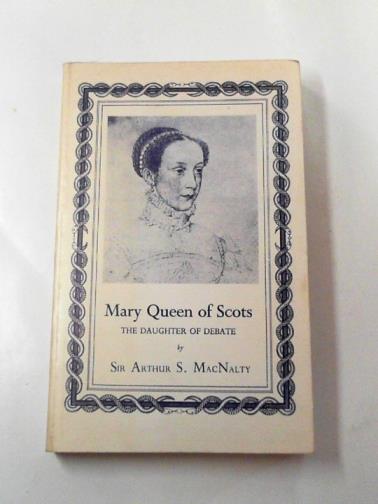 Mary Queen of Scots
THE DAUGHTER OF DEBATE
by
SIR ARTHUR S. MACNALTY